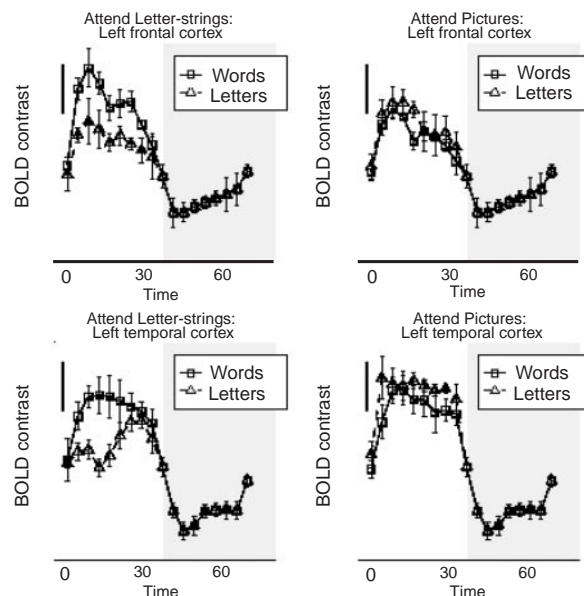 Attend Letter-strings:
Left frontal cortex
BOLD contrast
Words
Letters
0
30
60
Time
Attend Pictures:
Left frontal cortex
BOLD contrast
Words
Letters
0
30
60
Time
Attend Letter-strings:
Left temporal cortex
BOLD contrast
Words
Letters
0
30
60
Time
Attend Pictures:
Left temporal cortex
BOLD contrast
Words
Letters
0
30
60
Time